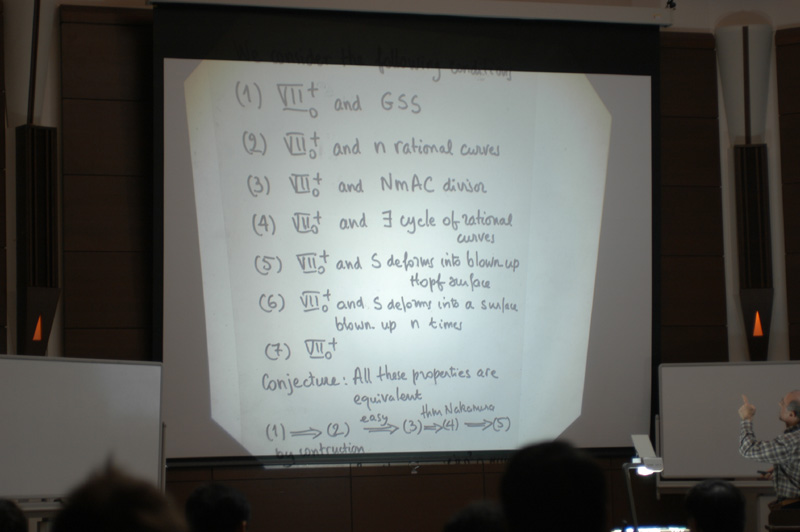 the following conditions
(1) VII₀⁺ and GSS
(2) VII₀⁺ and n rational curves
(3) VII₀⁺ and NmAC divisor
(4) VII₀⁺ and ∃ cycle of rational
curves
(5) VII₀⁺ and S deforms into blown up
Hopf surface
(6) VII₀⁺ and S deforms into a surface
blown up n times
(7) VII₀⁺
Conjecture: All these properties are
equivalent
easy thm Nakamura
(1) ⟹ (2) ⟹ (3) ⟹ (4) ⟹ (5)
by contruction